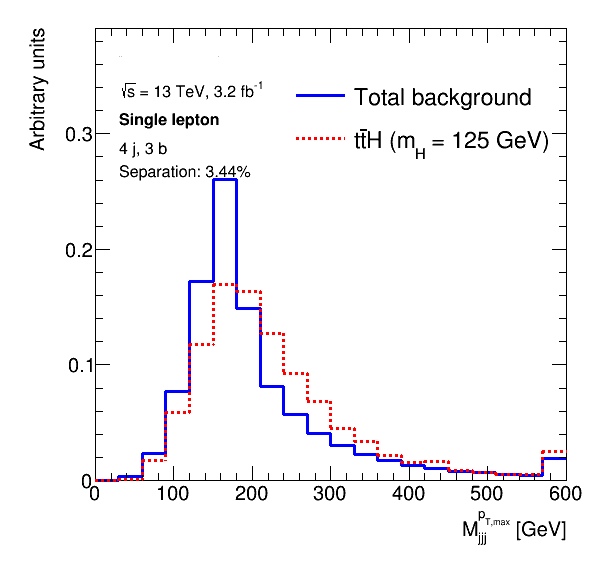 Arbitrary units
√s = 13 TeV, 3.2 fb⁻¹
Single lepton
4 j, 3 b
Separation: 3.44%
Total background
tt̄H (m_H = 125 GeV)
0.3
0.2
0.1
0
0 100 200 300 400 500 600
M_jjj^{p_T,max} [GeV]